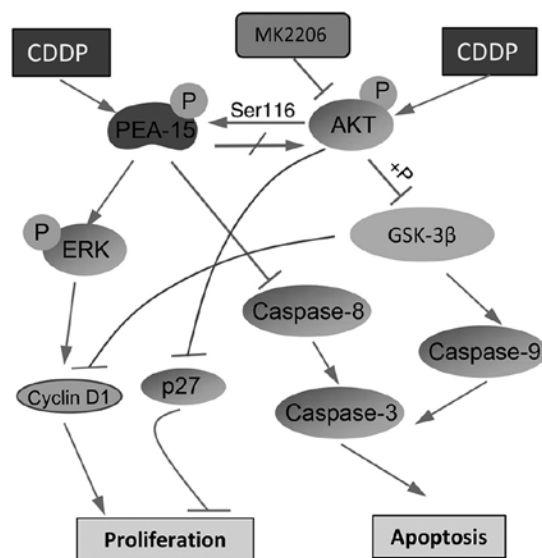 MK2206
CDDP
CDDP
P
P
Ser116
PEA-15
AKT
+P
P
ERK
GSK-3β
Caspase-8
Caspase-9
Cyclin D1
p27
Caspase-3
Proliferation
Apoptosis